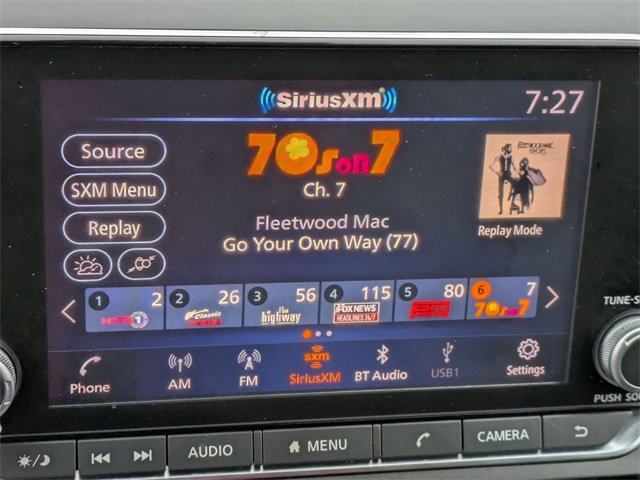 SiriusXM
7:27
Source
70s on 7
SXM Menu
Ch. 7
Replay
Fleetwood Mac
Go Your Own Way (77)
Replay Mode
1 2
2 26
3 56
4 115
5 80
6 7
HITS 1
Classic
the highway
FOX NEWS
HEADLINES 24/7
70s on 7
Phone
AM
FM
sxm
SiriusXM
BT Audio
USB1
Settings
TUNE-S
PUSH SO
AUDIO
MENU
CAMERA